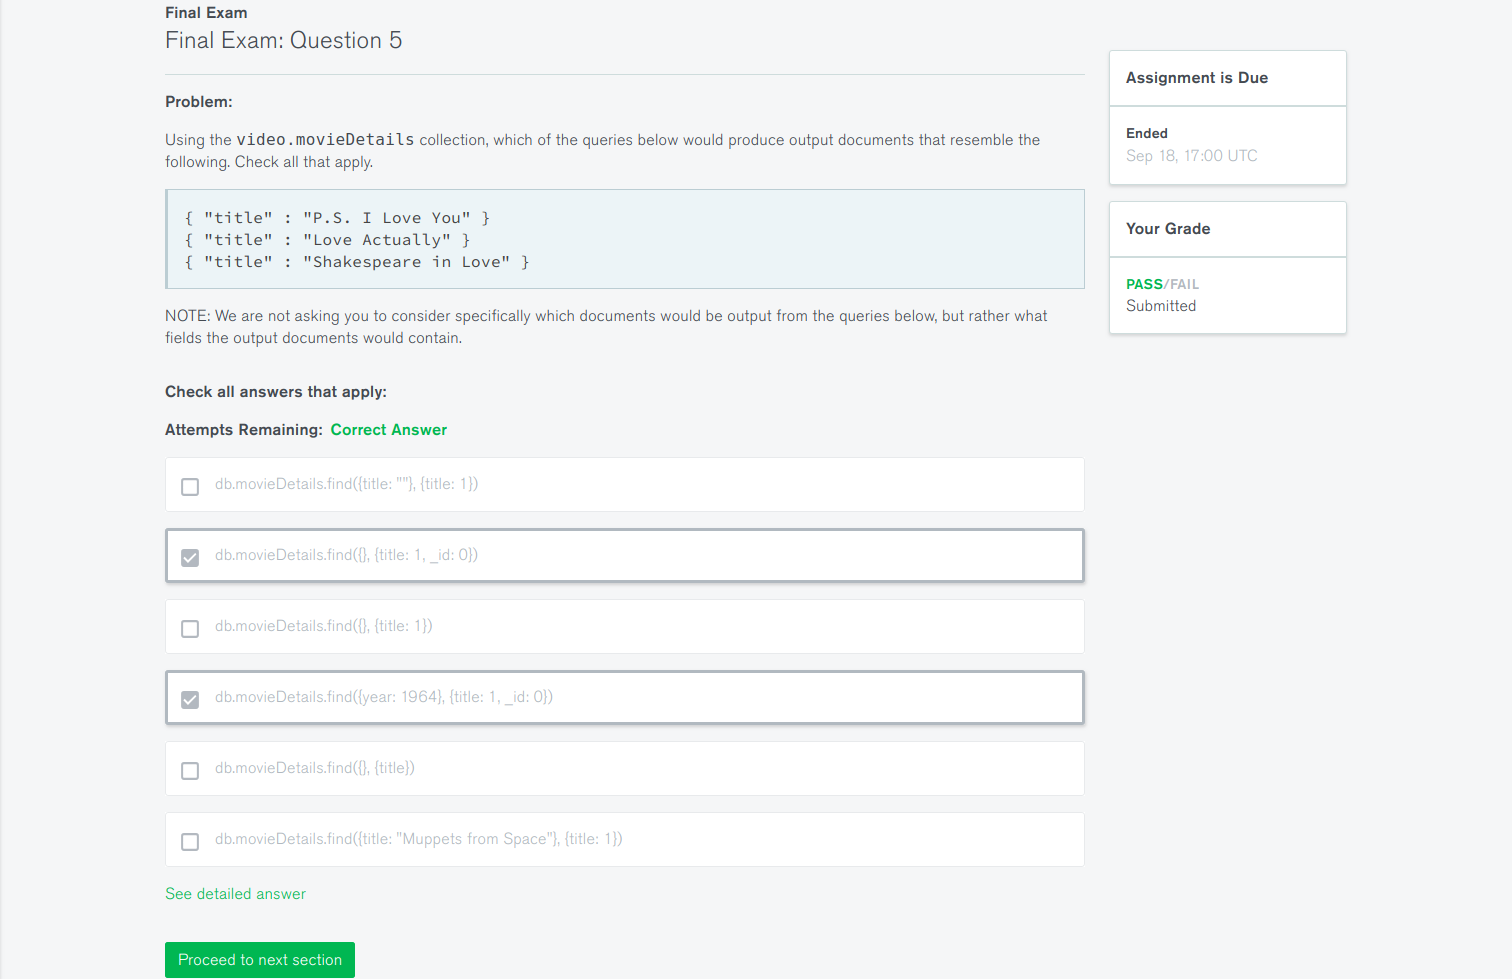 Final Exam
Final Exam: Question 5
Problem:
Using the video.movieDetails collection, which of the queries below would produce output documents that resemble the
following. Check all that apply.
{ "title" : "P.S. I Love You" }
{ "title" : "Love Actually" }
{ "title" : "Shakespeare in Love" }
NOTE: We are not asking you to consider specifically which documents would be output from the queries below, but rather what
fields the output documents would contain.
Check all answers that apply:
Attempts Remaining: Correct Answer
db.movieDetails.find({title: ""}, {title: 1})
db.movieDetails.find({}, {title: 1, _id: 0})
db.movieDetails.find({}, {title: 1})
db.movieDetails.find({year: 1964}, {title: 1, _id: 0})
db.movieDetails.find({}, {title})
db.movieDetails.find({title: "Muppets from Space"}, {title: 1})
See detailed answer
Proceed to next section
Assignment is Due
Ended
Sep 18, 17:00 UTC
Your Grade
PASS/FAIL
Submitted